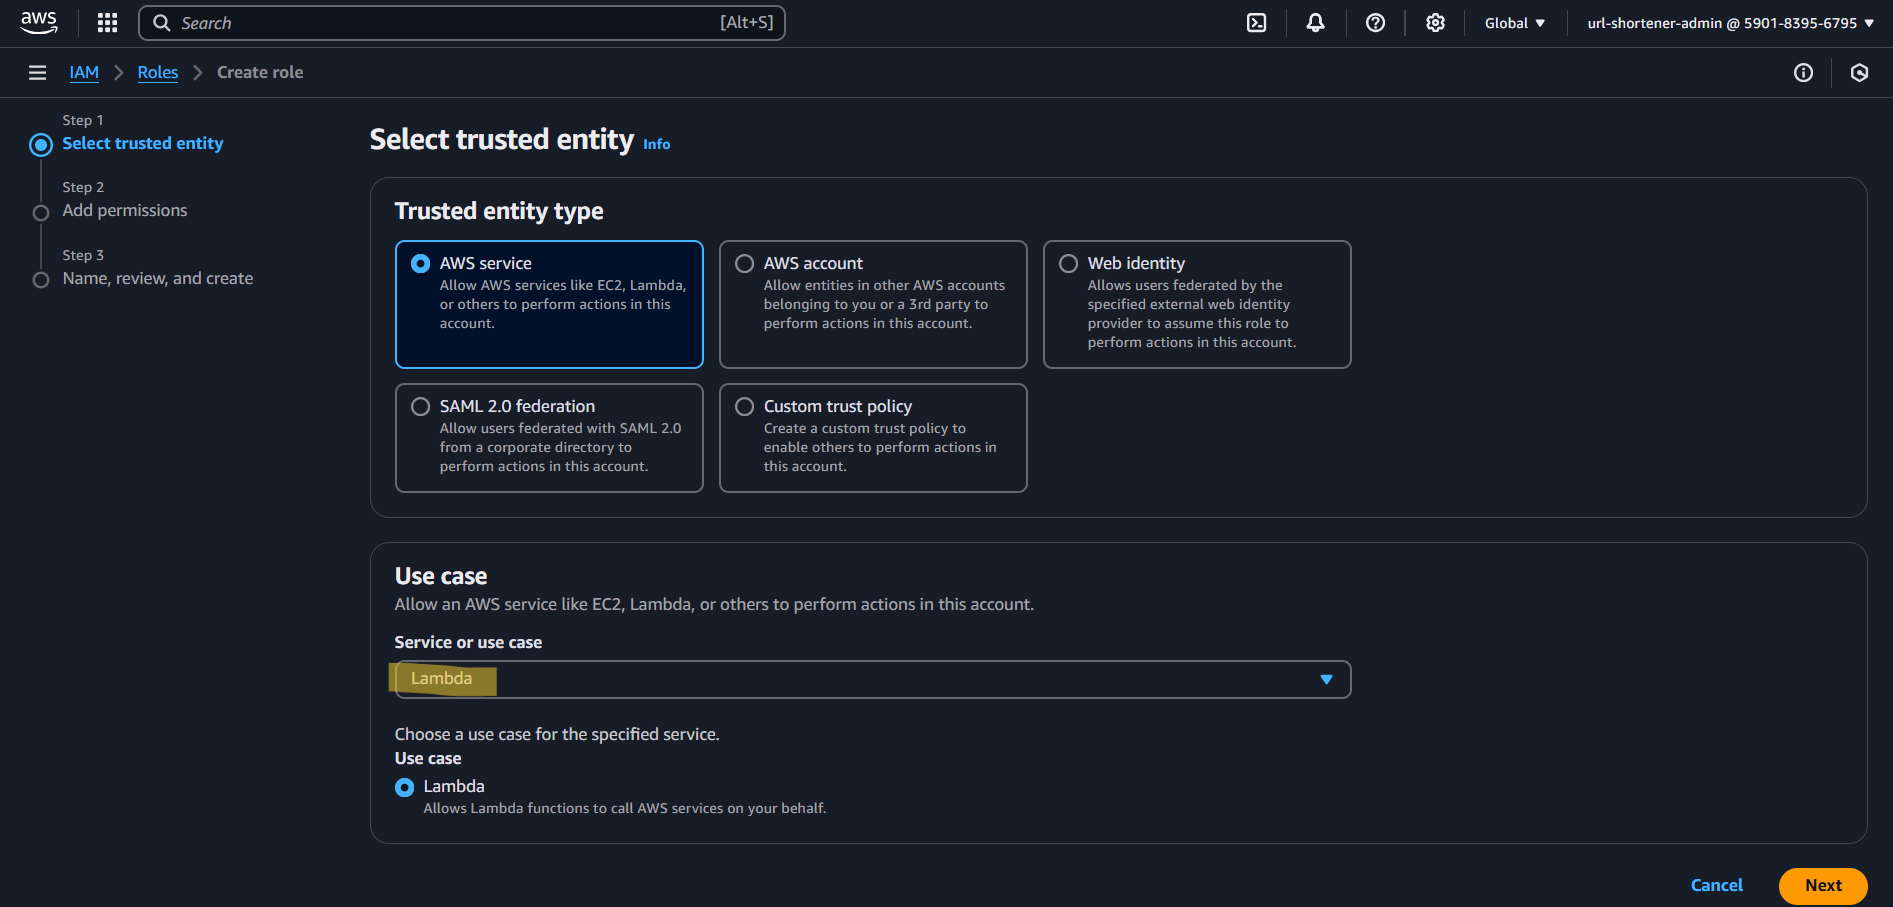 aws
Search [Alt+S]
Global
url-shortener-admin @ 5901-8395-6795
IAM
Roles
Create role
Step 1
Select trusted entity
Step 2
Add permissions
Step 3
Name, review, and create
Select trusted entity Info
Trusted entity type
AWS service
Allow AWS services like EC2, Lambda,
or others to perform actions in this
account.
AWS account
Allow entities in other AWS accounts
belonging to you or a 3rd party to
perform actions in this account.
Web identity
Allows users federated by the
specified external web identity
provider to assume this role to
perform actions in this account.
SAML 2.0 federation
Allow users federated with SAML 2.0
from a corporate directory to
perform actions in this account.
Custom trust policy
Create a custom trust policy to
enable others to perform actions in
this account.
Use case
Allow an AWS service like EC2, Lambda, or others to perform actions in this account.
Service or use case
Lambda
Choose a use case for the specified service.
Use case
Lambda
Allows Lambda functions to call AWS services on your behalf.
Cancel
Next